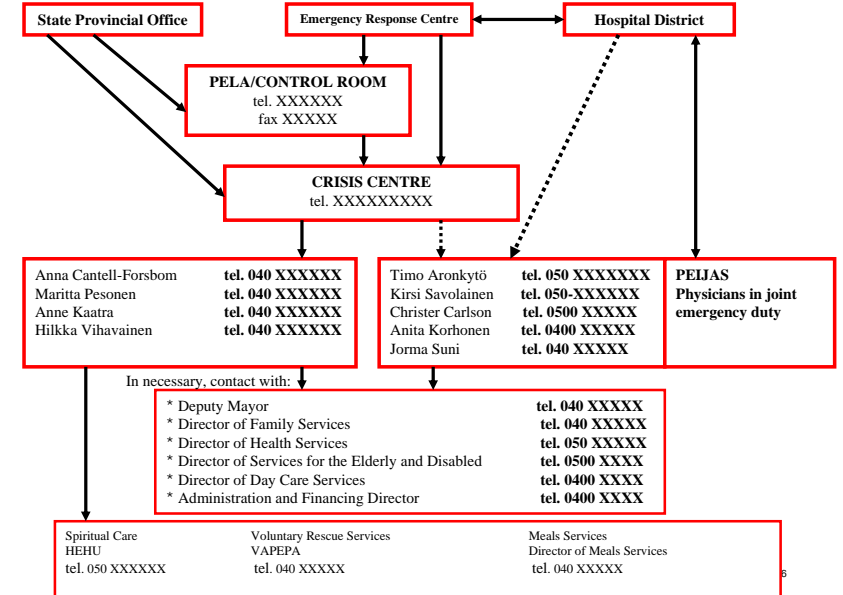 State Provincial Office
Emergency Response Centre
Hospital District
PELA/CONTROL ROOM
tel. XXXXXX
fax XXXXX
CRISIS CENTRE
tel. XXXXXXXXX
Anna Cantell-Forsbom tel. 040 XXXXXX
Maritta Pesonen tel. 040 XXXXXX
Anne Kaatra tel. 040 XXXXXX
Hilkka Vihavainen tel. 040 XXXXXX
Timo Aronkytö tel. 050 XXXXXXX
Kirsi Savolainen tel. 050-XXXXXX
Christer Carlson tel. 0500 XXXXX
Anita Korhonen tel. 0400 XXXXX
Jorma Suni tel. 040 XXXXX
PEIJAS
Physicians in joint
emergency duty
In necessary, contact with:
* Deputy Mayor tel. 040 XXXXX
* Director of Family Services tel. 040 XXXXX
* Director of Health Services tel. 050 XXXXX
* Director of Services for the Elderly and Disabled tel. 0500 XXXX
* Director of Day Care Services tel. 0400 XXXX
* Administration and Financing Director tel. 0400 XXXX
Spiritual Care
HEHU
tel. 050 XXXXXX
Voluntary Rescue Services
VAPEPA
tel. 040 XXXXX
Meals Services
Director of Meals Services
tel. 040 XXXXX
6